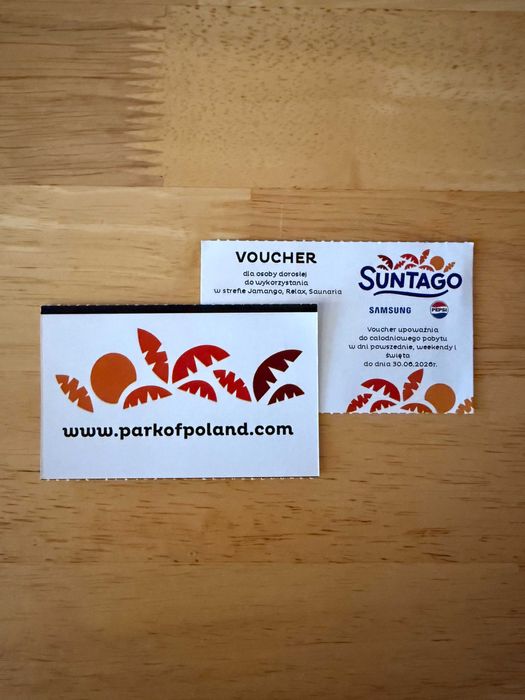 VOUCHER
dla osoby dorosłej
do wykorzystania
w strefie Jamango, Relax, Saunaria
SUNTAGO
SAMSUNG
PEPSI
Voucher upoważnia
do całodniowego pobytu
w dni powszednie, weekendy i
święta
do dnia 30.06.2026r.
www.parkofpoland.com